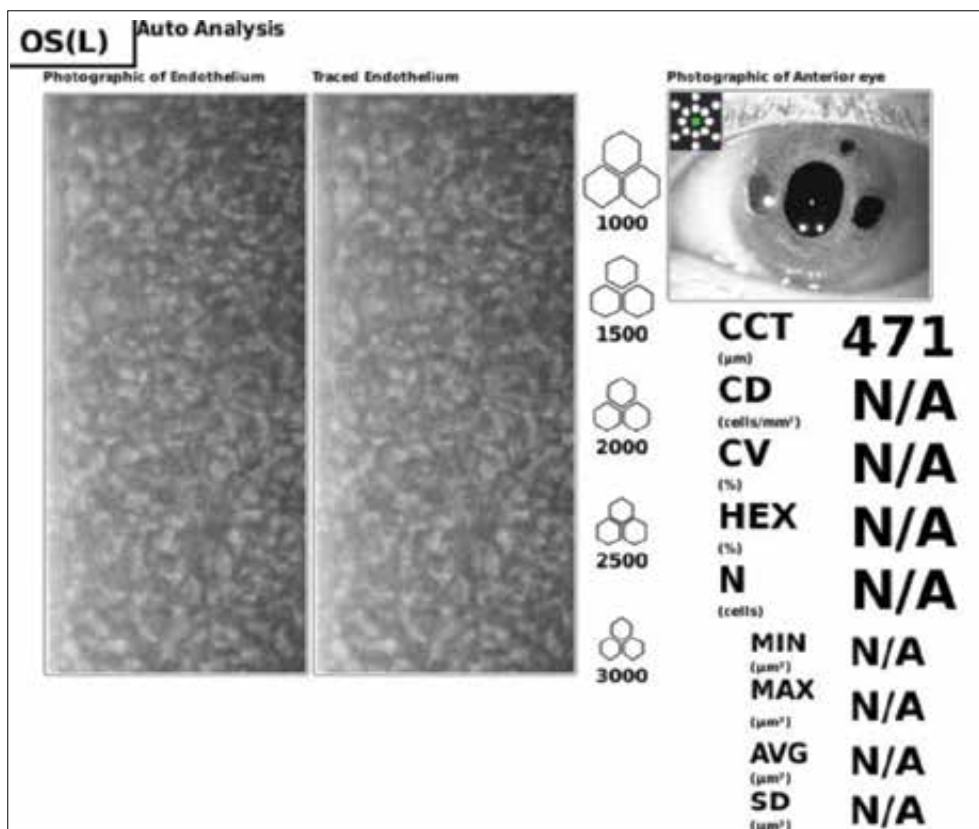 OS(L) Auto Analysis
Photographic of Endothelium Traced Endothelium Photographic of Anterior eye
1000
1500
2000
2500
3000
CCT 471
(µm)
CD N/A
(cells/mm²)
CV N/A
(%)
HEX N/A
(%)
N N/A
(cells)
MIN N/A
(µm²)
MAX N/A
(µm²)
AVG N/A
(µm²)
SD N/A
(µm²)